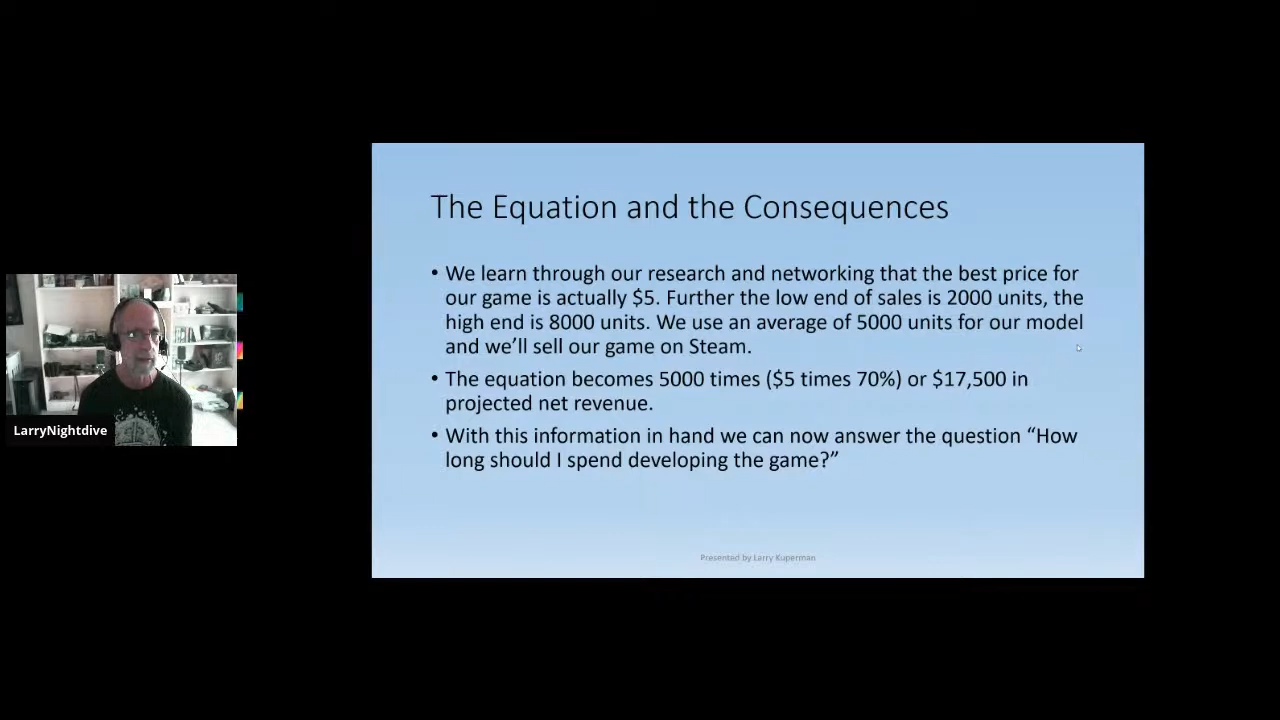 The Equation and the Consequences
• We learn through our research and networking that the best price for
our game is actually $5. Further the low end of sales is 2000 units, the
high end is 8000 units. We use an average of 5000 units for our model
and we’ll sell our game on Steam.
• The equation becomes 5000 times ($5 times 70%) or $17,500 in
projected net revenue.
• With this information in hand we can now answer the question “How
long should I spend developing the game?”
Presented by Larry Kuperman
LarryNightdive